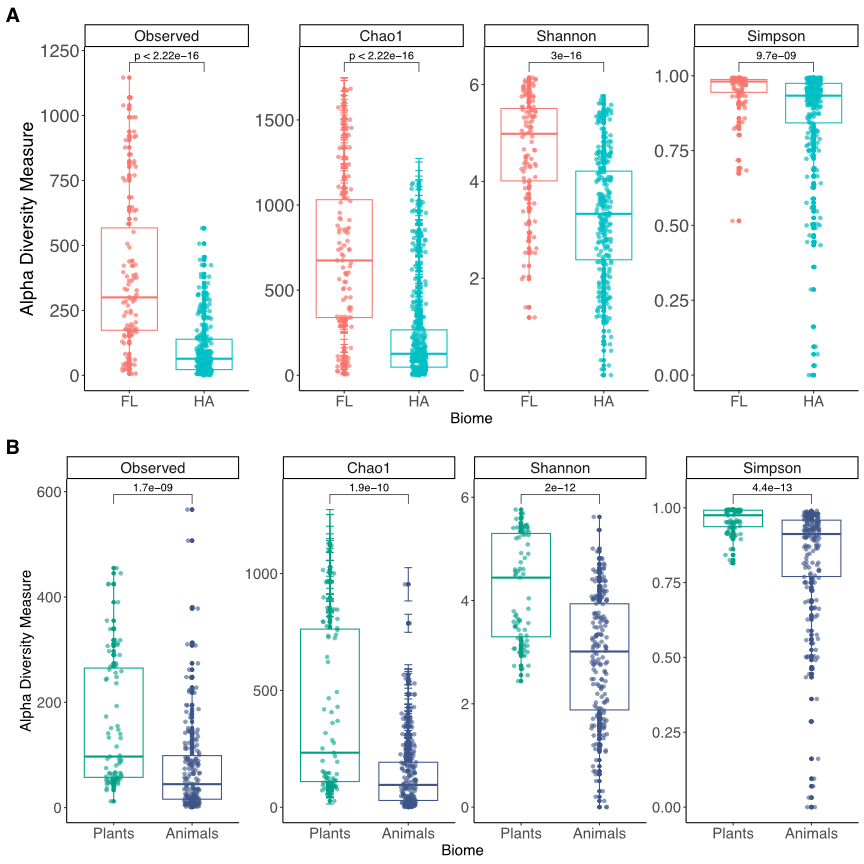 A
Observed
Chao1
Shannon
Simpson
p < 2.22e−16
p < 2.22e−16
3e−16
9.7e−09
Alpha Diversity Measure
1250
1000
750
500
250
0
1500
1000
500
0
6
4
2
0
1.00
0.75
0.50
0.25
0.00
FL
HA
FL
HA
FL
HA
FL
HA
Biome
B
Observed
Chao1
Shannon
Simpson
1.7e−09
1.9e−10
2e−12
4.4e−13
Alpha Diversity Measure
600
400
200
0
1000
500
0
6
4
2
0
1.00
0.75
0.50
0.25
0.00
Plants
Animals
Plants
Animals
Plants
Animals
Plants
Animals
Biome